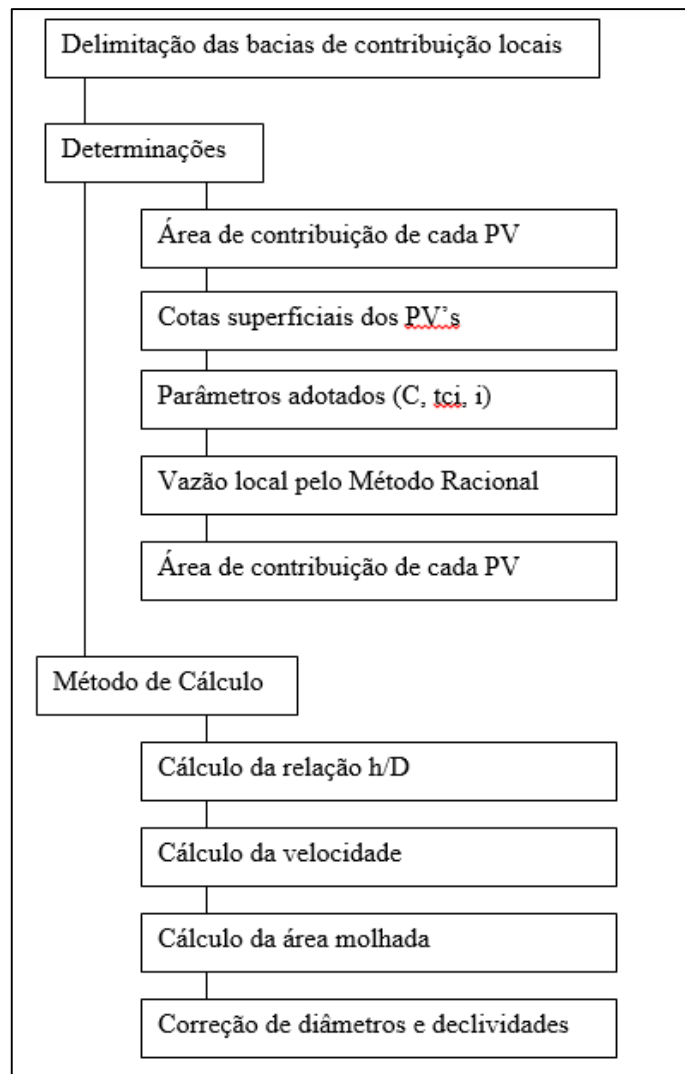 Delimitação das bacias de contribuição locais
Determinações
Área de contribuição de cada PV
Cotas superficiais dos PV’s
Parâmetros adotados (C, tci, i)
Vazão local pelo Método Racional
Área de contribuição de cada PV
Método de Cálculo
Cálculo da relação h/D
Cálculo da velocidade
Cálculo da área molhada
Correção de diâmetros e declividades